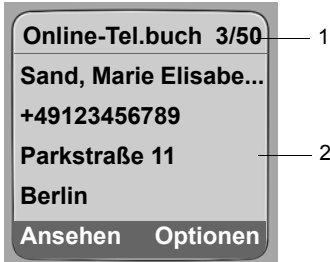 Online-Tel.buch 3/50 1
Sand, Marie Elisabe...
+49123456789
Parkstraße 11 2
Berlin
Ansehen Optionen